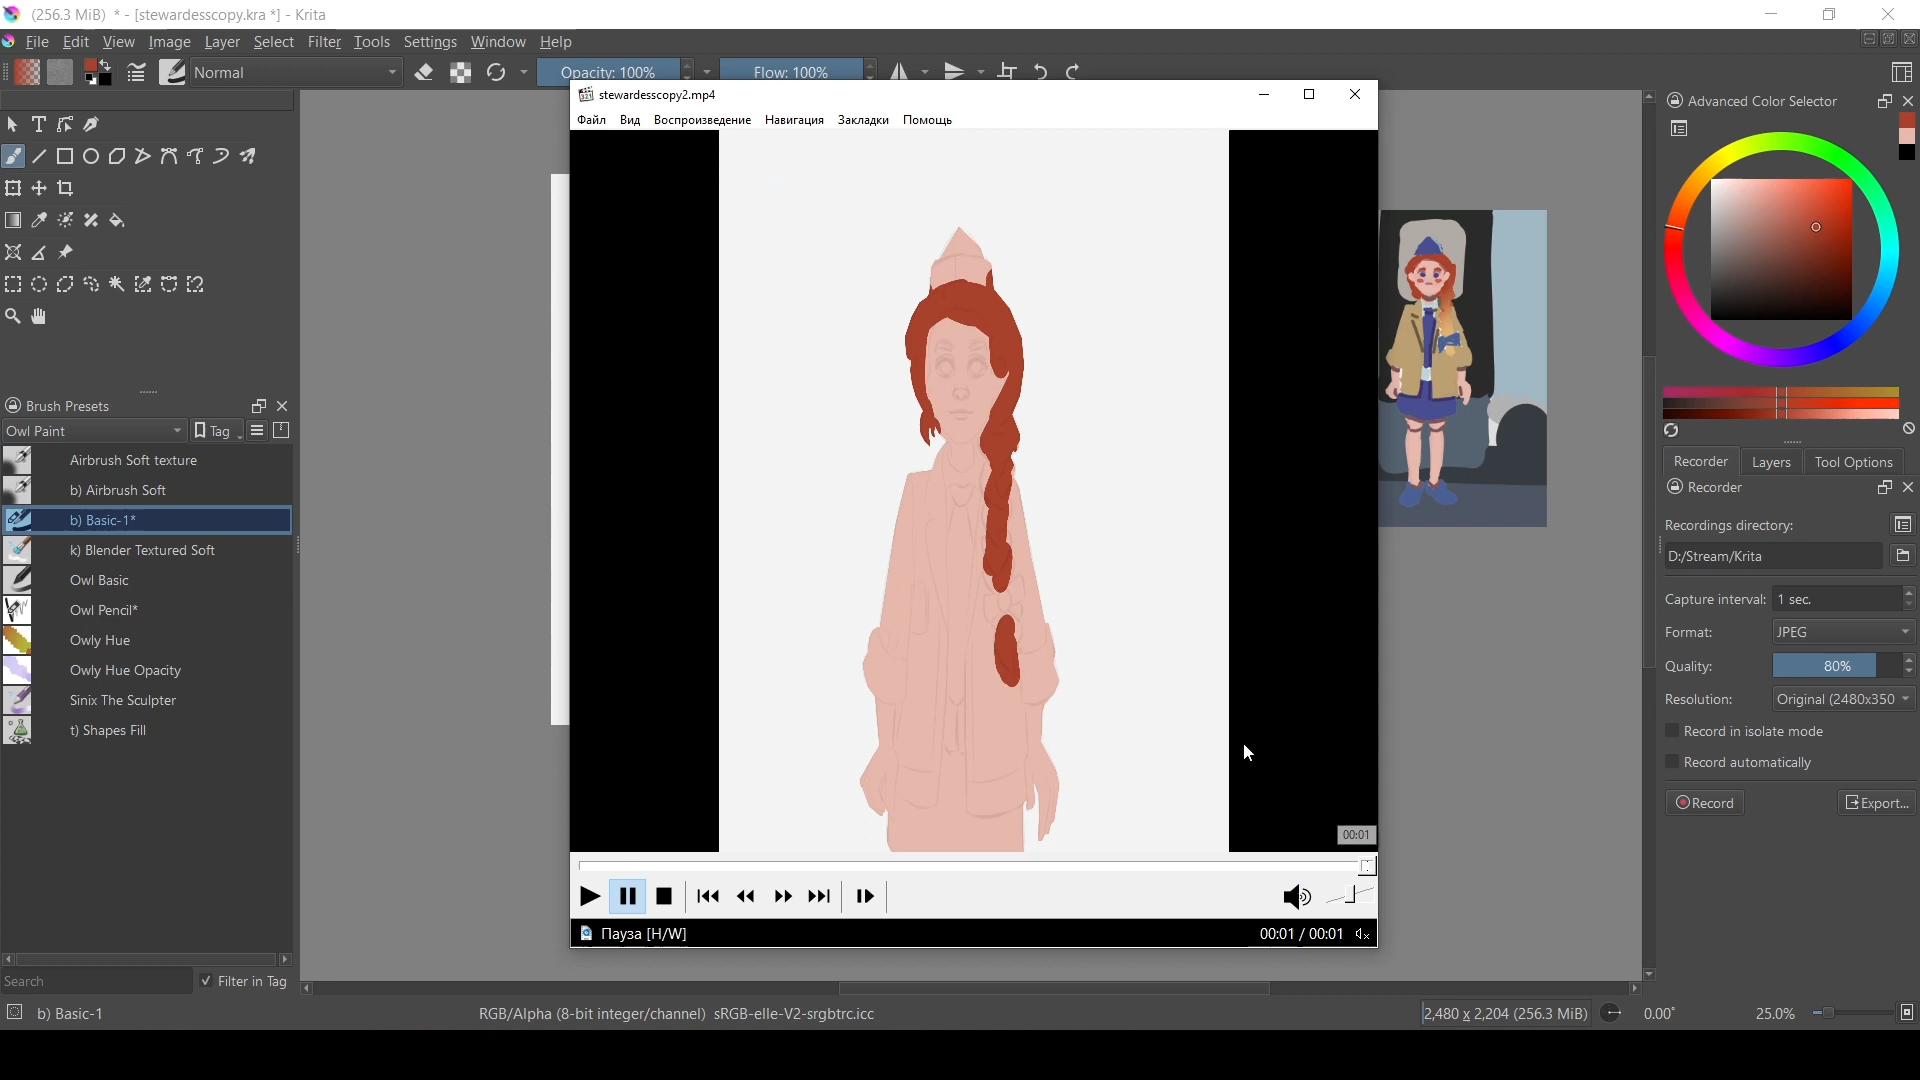 (256.3 MiB) * - [stewardesscopy.kra *] - Krita
File Edit View Image Layer Select Filter Tools Settings Window Help
Normal Opacity: 100% Flow: 100%
stewardesscopy2.mp4
Файл Вид Воспроизведение Навигация Закладки Помощь
00:01
Пауза [H/W] 00:01 / 00:01
Brush Presets
Owl Paint Tag
Airbrush Soft texture
b) Airbrush Soft
b) Basic-1*
k) Blender Textured Soft
Owl Basic
Owl Pencil*
Owly Hue
Owly Hue Opacity
Sinix The Sculpter
t) Shapes Fill
Search Filter in Tag
Advanced Color Selector
Recorder Layers Tool Options
Recorder
Recordings directory:
D:/Stream/Krita
Capture interval: 1 sec.
Format: JPEG
Quality: 80%
Resolution: Original (2480x350
Record in isolate mode
Record automatically
Record Export...
b) Basic-1 RGB/Alpha (8-bit integer/channel) sRGB-elle-V2-srgbtrc.icc 2,480 x 2,204 (256.3 MiB) 0.00° 25.0%